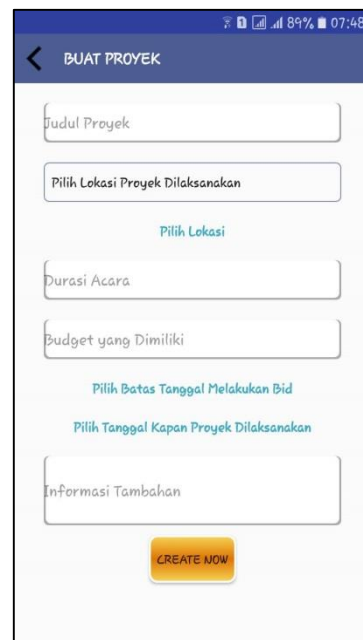 89% 07:48
BUAT PROYEK
Judul Proyek
Pilih Lokasi Proyek Dilaksanakan
Pilih Lokasi
Durasi Acara
Budget yang Dimiliki
Pilih Batas Tanggal Melakukan Bid
Pilih Tanggal Kapan Proyek Dilaksanakan
Informasi Tambahan
CREATE NOW